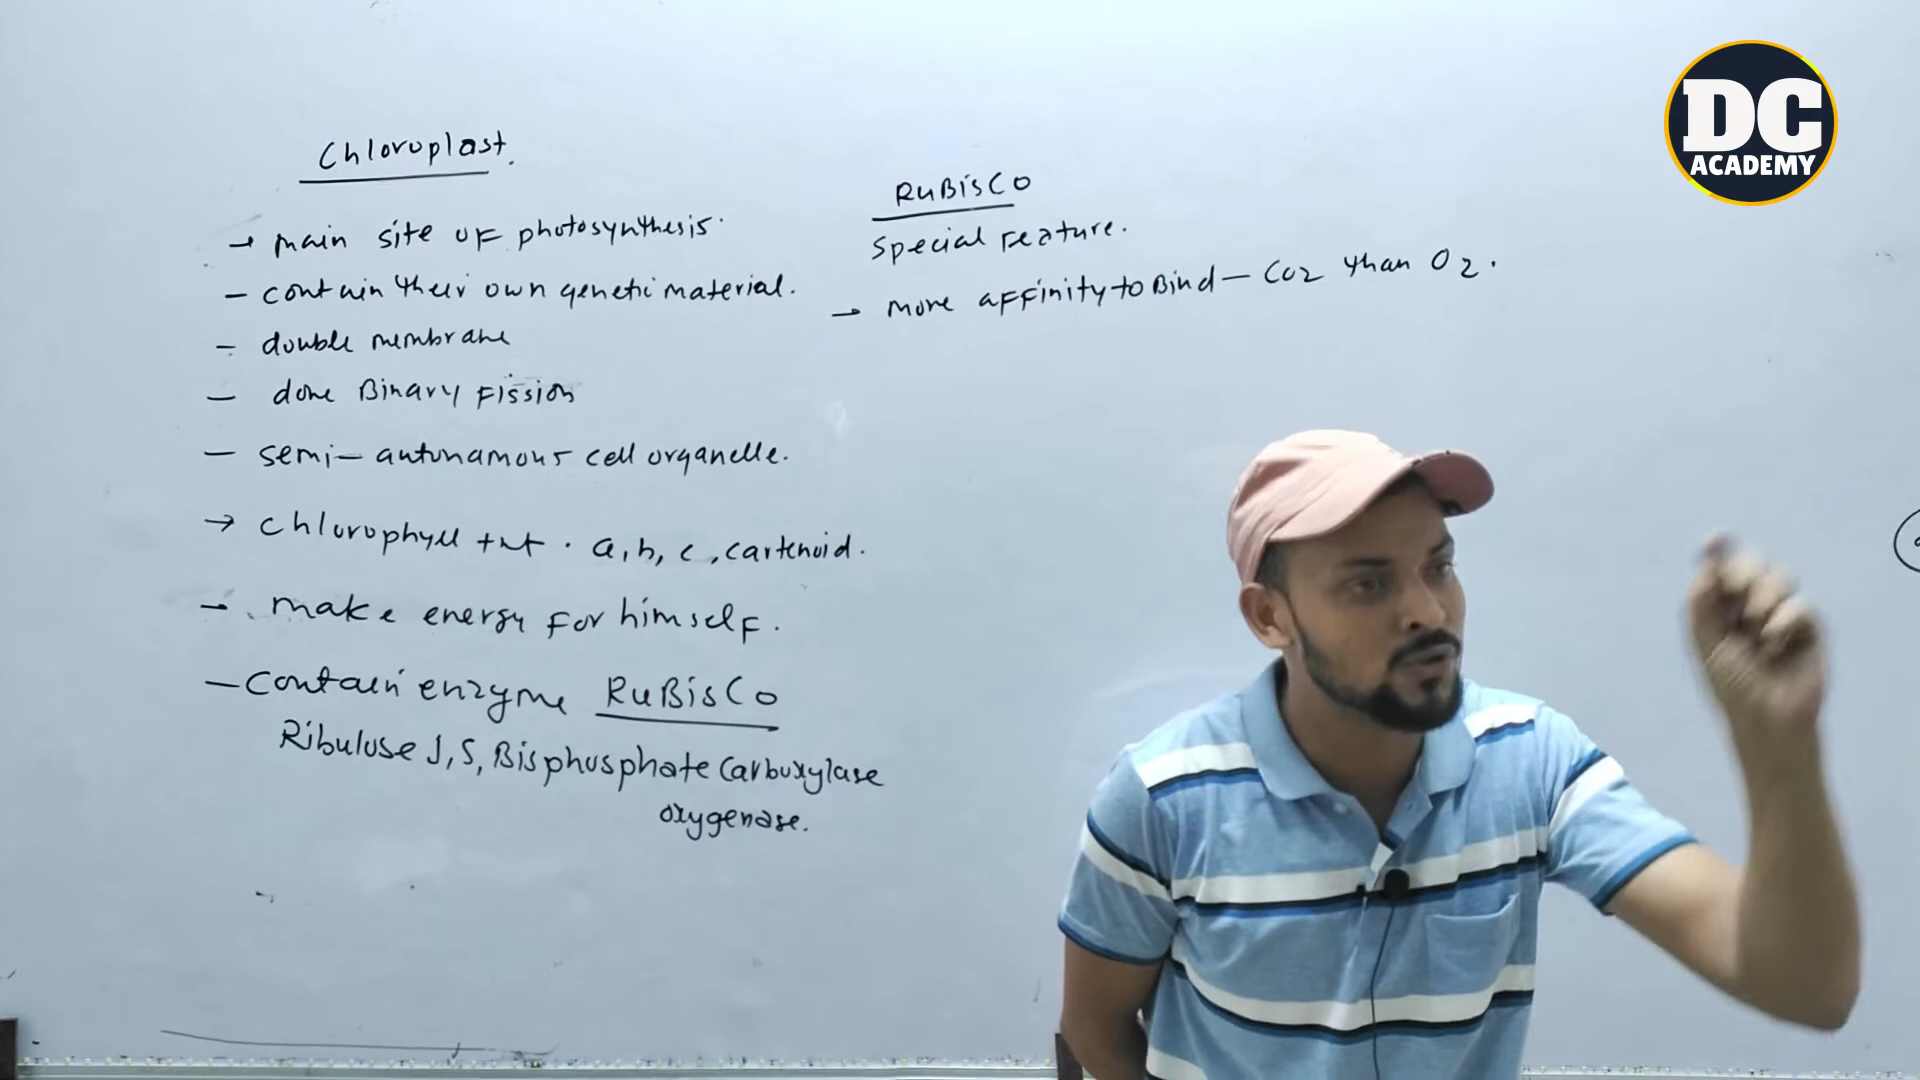 Chloroplast.
→ main site of photosynthesis.
– contain their own genetic material.
– double membrane
– done Binary Fission
– semi-autunamous cell organelle.
→ chlorophyll . a, b, c, cartenoid.
– make energy for himself.
– contain enzyme RuBisCo
Ribulose 1,5, Bisphosphate Carboxylase
oxygenase.
RuBisCO
special feature.
→ more affinity to Bind – CO2 than O2.
DC
ACADEMY